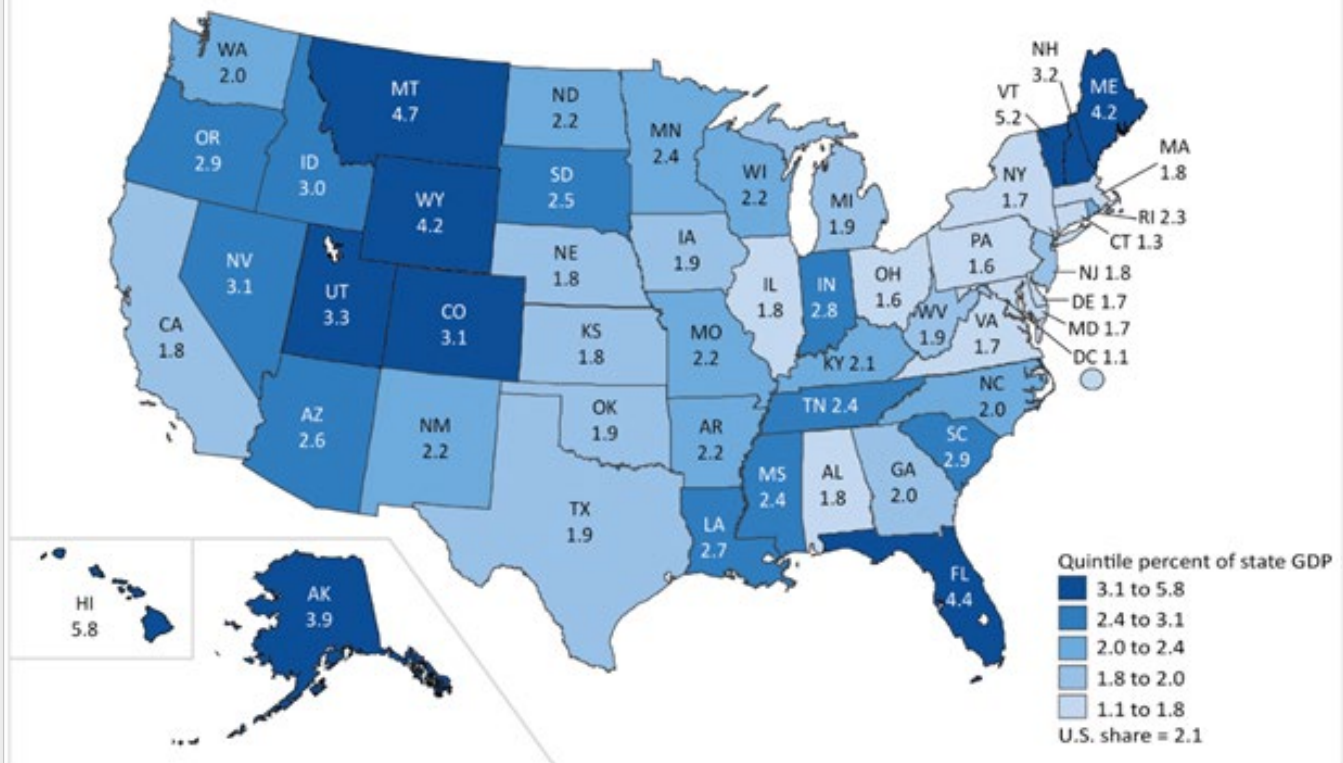 WA
2.0
MT
4.7
ND
2.2
MN
2.4
OR
2.9
ID
3.0
WY
4.2
SD
2.5
WI
2.2
MI
1.9
NH
3.2
VT
5.2
ME
4.2
MA
1.8
NY
1.7
RI 2.3
CT 1.3
PA
1.6
NJ 1.8
DE 1.7
MD 1.7
DC 1.1
NV
3.1
UT
3.3
CO
3.1
NE
1.8
IA
1.9
IL
1.8
IN
2.8
OH
1.6
WV
1.9
VA
1.7
CA
1.8
KS
1.8
MO
2.2
KY 2.1
NC
2.0
AZ
2.6
NM
2.2
OK
1.9
AR
2.2
TN 2.4
SC
2.9
MS
2.4
AL
1.8
GA
2.0
TX
1.9
LA
2.7
FL
4.4
HI
5.8
AK
3.9
Quintile percent of state GDP
3.1 to 5.8
2.4 to 3.1
2.0 to 2.4
1.8 to 2.0
1.1 to 1.8
U.S. share = 2.1